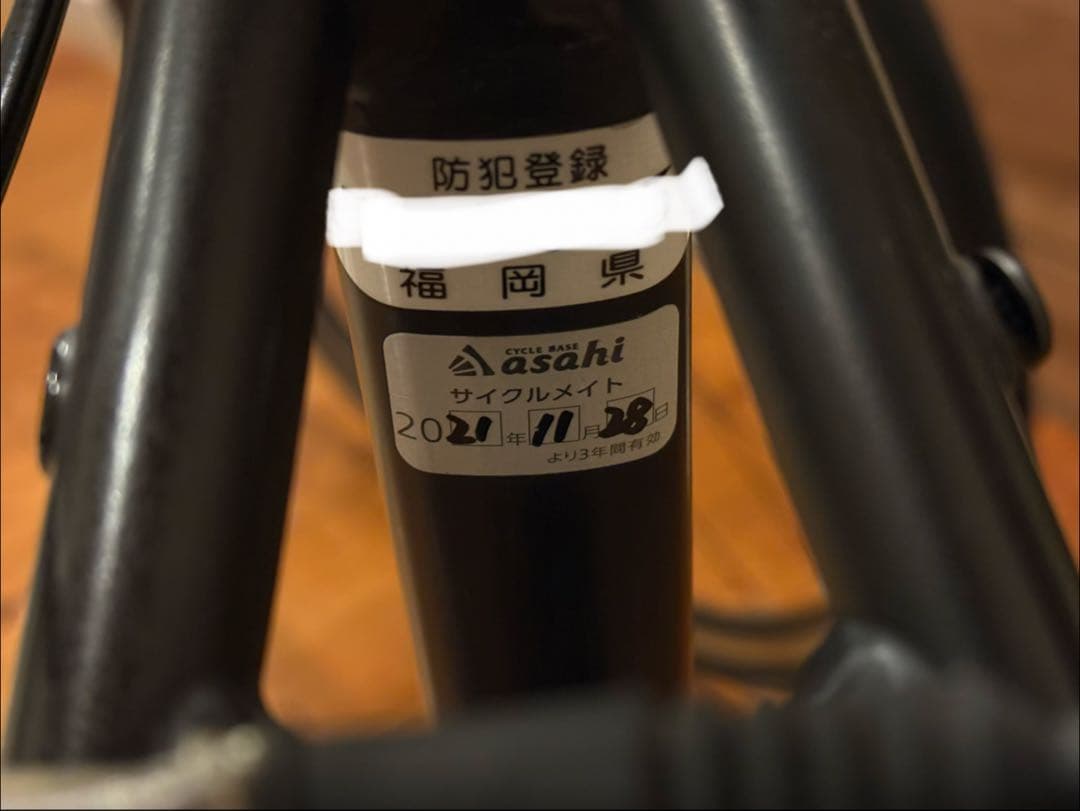 防犯登録
福岡県
CYCLE BASE
asahi
サイクルメイト
2021年11月28日
より3年間有効